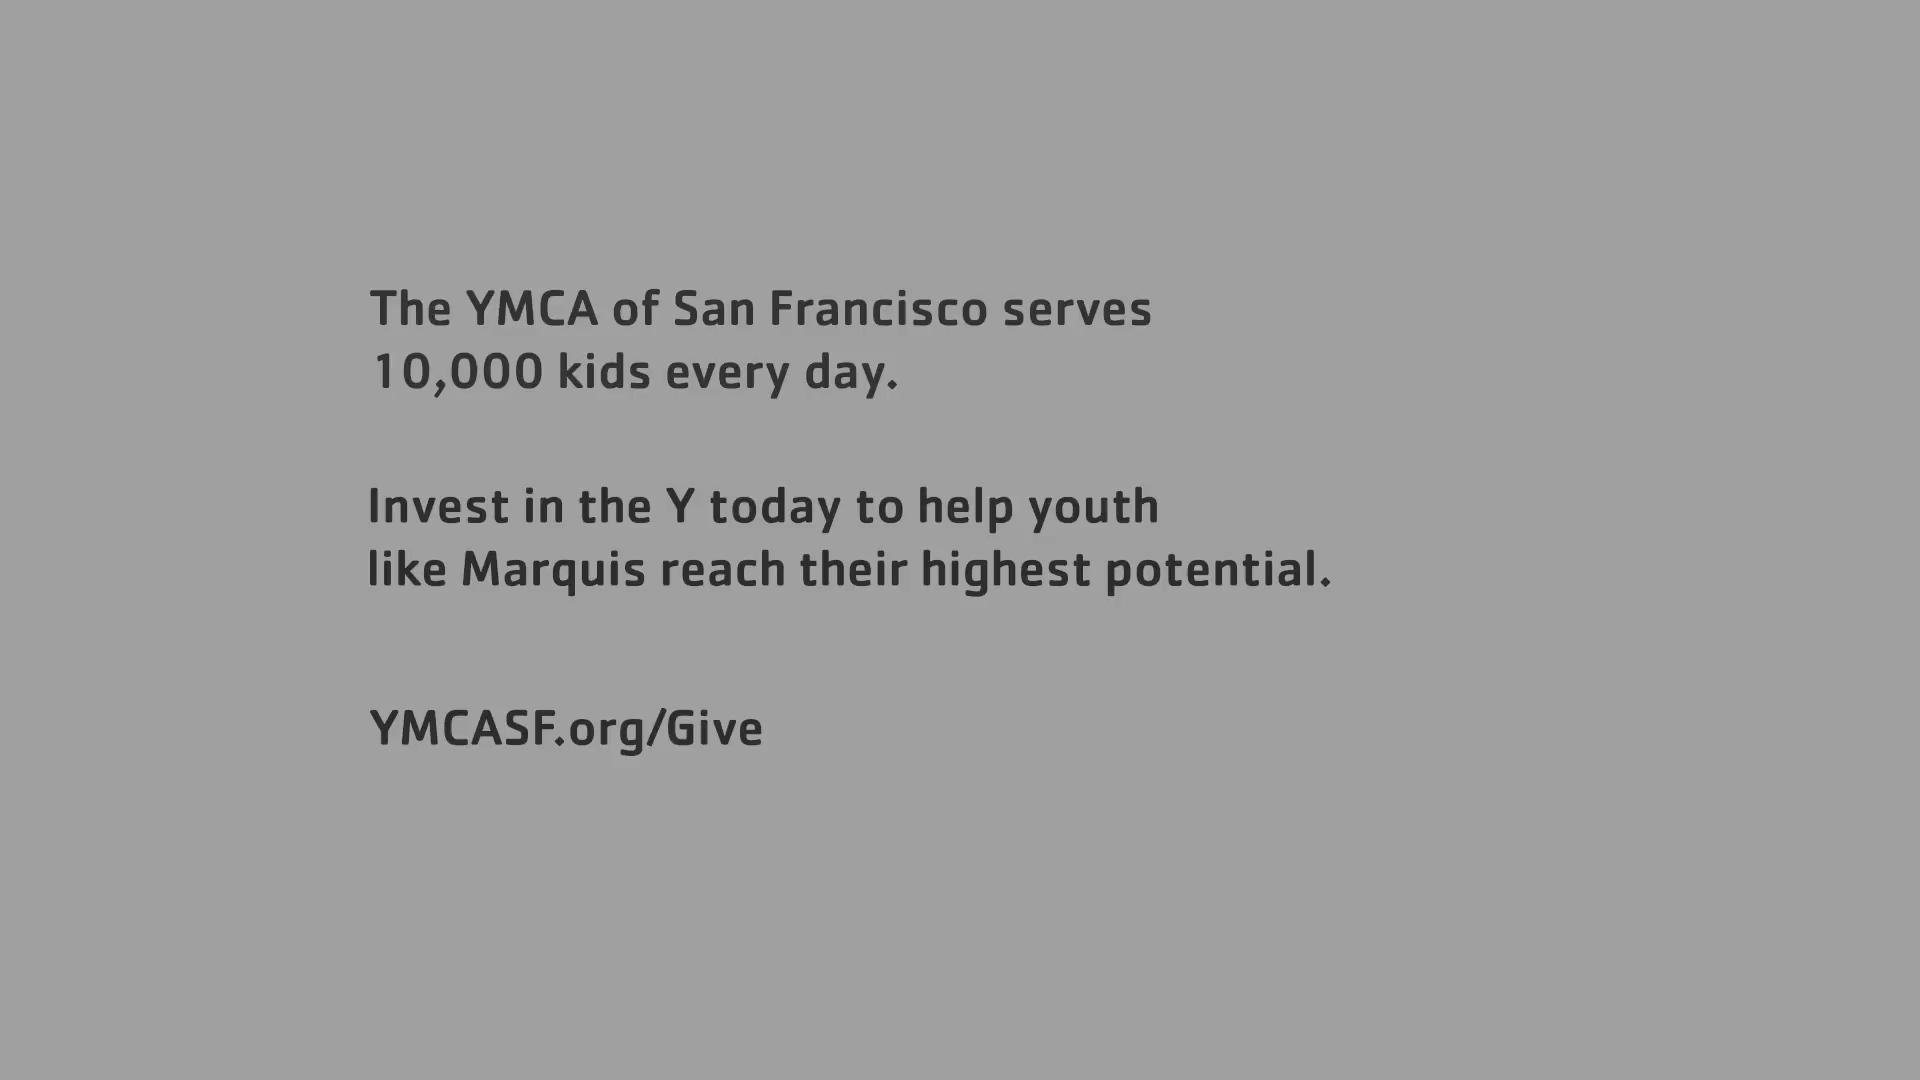 The YMCA of San Francisco serves
10,000 kids every day.
Invest in the Y today to help youth
like Marquis reach their highest potential.
YMCASF.org/Give